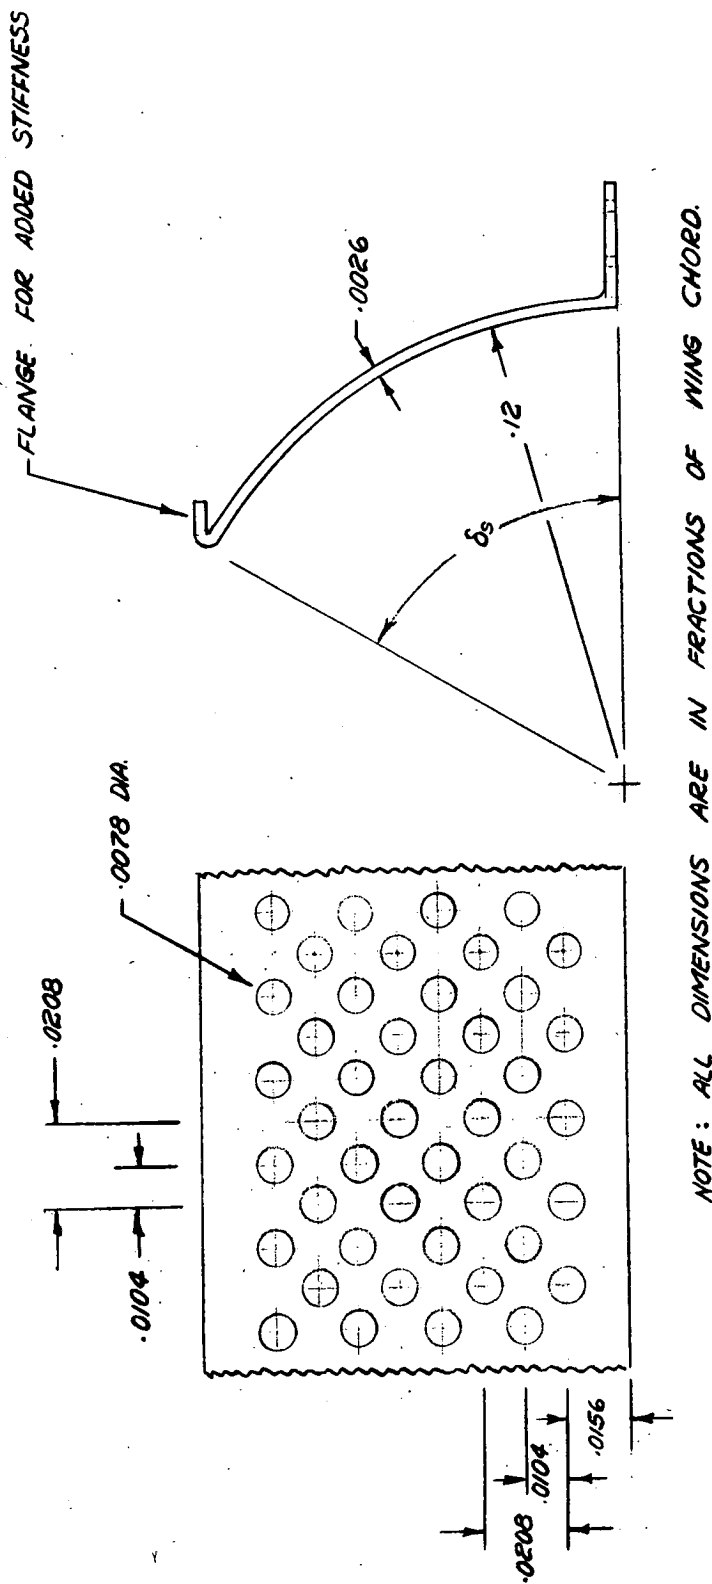 FLANGE FOR ADDED STIFFNESS
.0026
.12
δs
.0078 DIA.
.0208
.0104
.0208
.0104
.0156
NOTE: ALL DIMENSIONS ARE IN FRACTIONS OF WING CHORD.